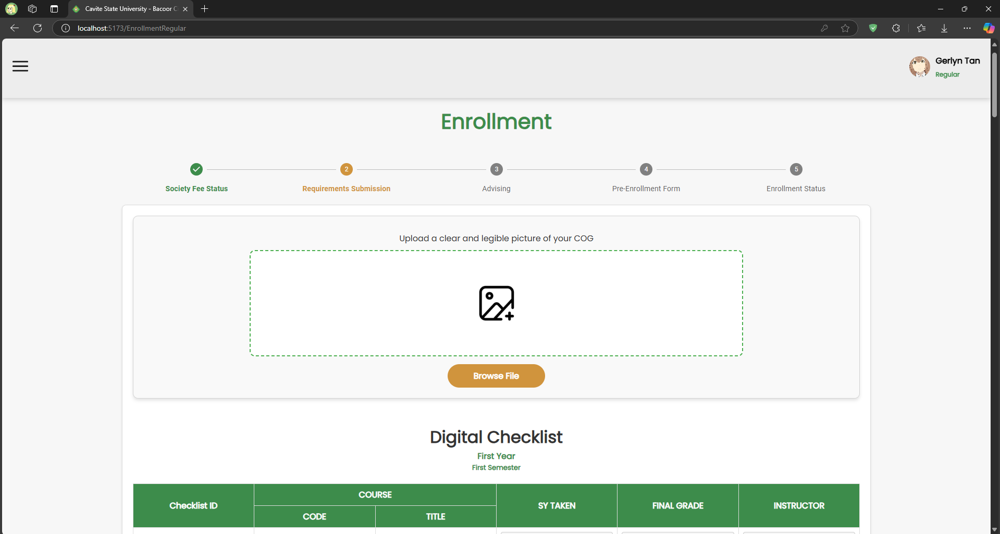 Cavite State University - Bacoor C
localhost:5173/EnrollmentRegular
Gerlyn Tan
Regular
Enrollment
2
3
4
5
Society Fee Status
Requirements Submission
Advising
Pre-Enrollment Form
Enrollment Status
Upload a clear and legible picture of your COG
Browse File
Digital Checklist
First Year
First Semester
Checklist ID
COURSE
CODE
TITLE
SY TAKEN
FINAL GRADE
INSTRUCTOR